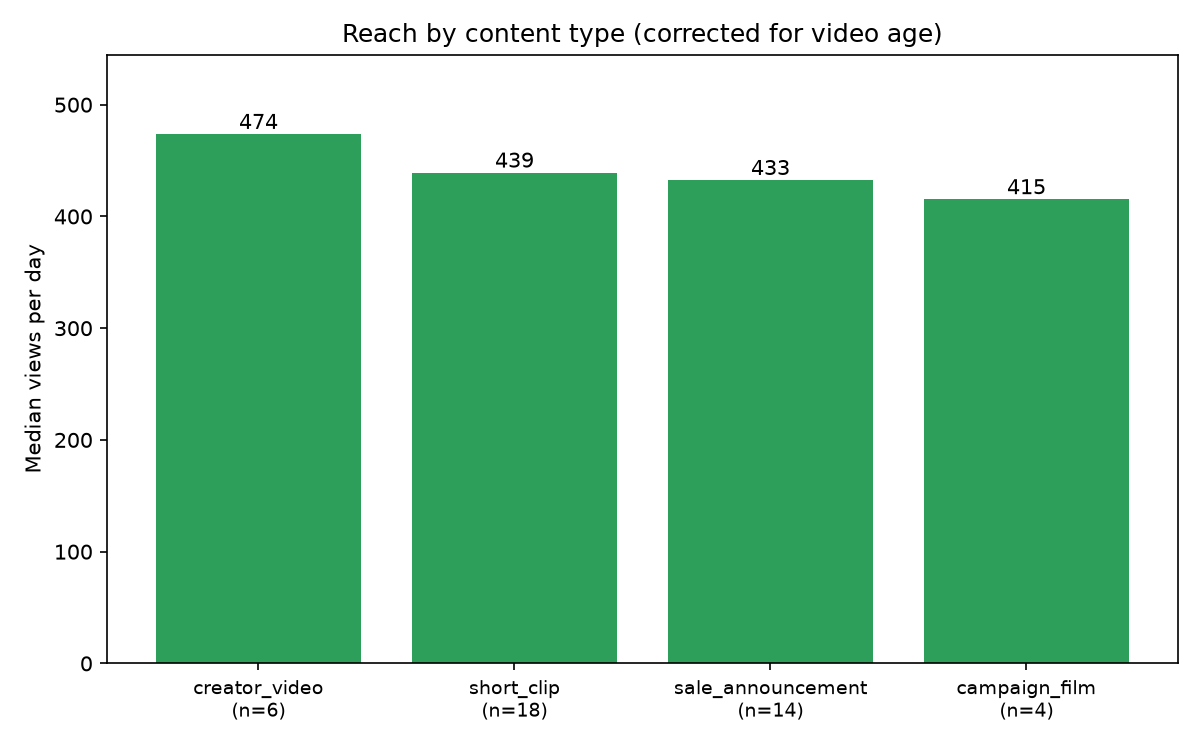 Reach by content type (corrected for video age)
Median views per day
500
400
300
200
100
0
474
439
433
415
creator_video
(n=6)
short_clip
(n=18)
sale_announcement
(n=14)
campaign_film
(n=4)